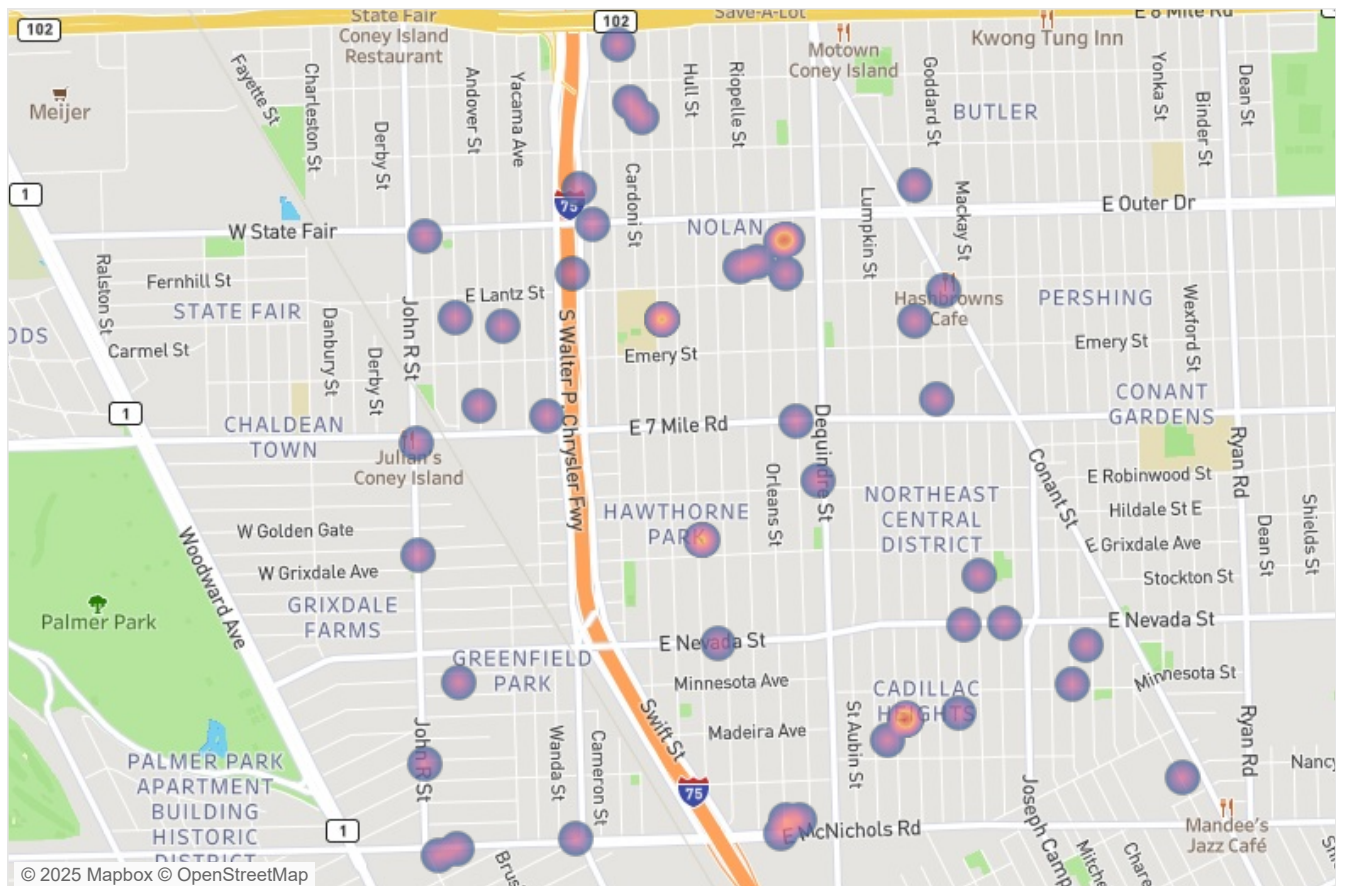 102
State Fair
Coney Island
Restaurant
102
Save-A-Lot
E 8 Mile Rd
Kwong Tung Inn
Motown
Coney Island
Meijer
Fayette St
Charleston St
Derby St
Andover St
Yacama Ave
Hull St
Riopelle St
Goddard St
BUTLER
Yonka St
Binder St
Dean St
1
75
Cardoni St
Lumpkin St
Mackay St
E Outer Dr
W State Fair
NOLAN
Ralston St
Fernhill St
E Lantz St
STATE FAIR
John R St
Hashbrowns
Cafe
PERSHING
Wexford St
Danbury St
Derby St
Carmel St
Emery St
Emery St
S Walter P. Chrysler Fwy
1
CHALDEAN
TOWN
E 7 Mile Rd
Dequindre St
CONANT
GARDENS
Julian's
Coney Island
Orleans St
Conant St
Ryan Rd
E Robinwood St
HAWTHORNE
PARK
NORTHEAST
CENTRAL
DISTRICT
Hildale St E
Shields St
Dean St
W Golden Gate
E Grixdale Ave
Woodward Ave
W Grixdale Ave
Stockton St
Palmer Park
GRIXDALE
FARMS
E Nevada St
E Nevada St
GREENFIELD
PARK
Minnesota Ave
Minnesota St
CADILLAC
HEIGHTS
Swift St
Madeira Ave
St Aubin St
Ryan Rd
John R St
Wanda St
Cameron St
PALMER PARK
APARTMENT
BUILDING
HISTORIC
DISTRICT
Nancy
75
1
E McNichols Rd
Joseph Camp
Mandee's
Jazz Café
Mitche
Chare
Brus
© 2025 Mapbox © OpenStreetMap